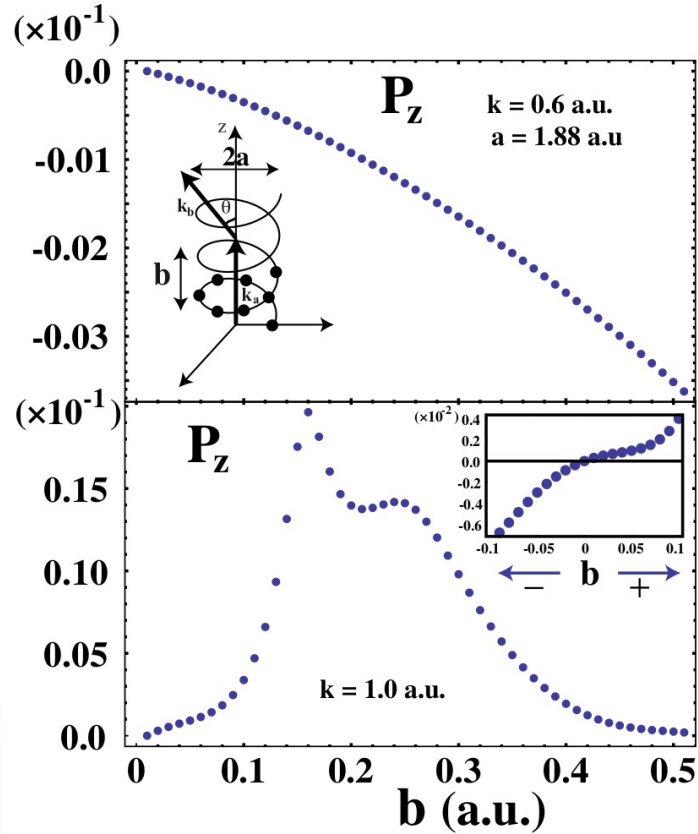 (×10⁻¹)
0.0
-0.01
-0.02
-0.03
P_z
k = 0.6 a.u.
a = 1.88 a.u
z
2a
k_b
θ
b
k_a
(×10⁻¹)
0.15
0.10
0.05
0.0
P_z
k = 1.0 a.u.
(×10⁻²)
0.4
0.2
0.0
-0.2
-0.4
-0.6
-0.1 -0.05 0 0.05 0.1
− b +
0 0.1 0.2 0.3 0.4 0.5
b (a.u.)